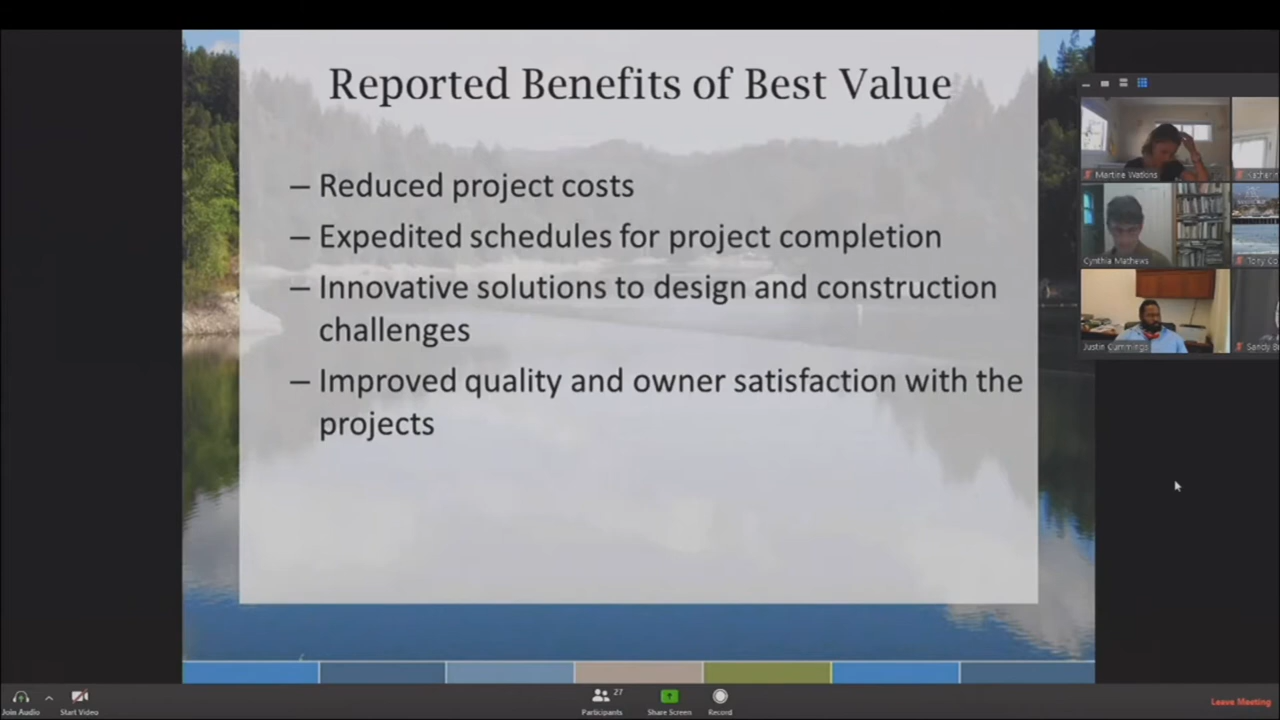 Reported Benefits of Best Value
– Reduced project costs
– Expedited schedules for project completion
– Innovative solutions to design and construction
challenges
– Improved quality and owner satisfaction with the
projects
Martine Watkins
Cynthia Mathews
Justin Cummings
Sandy B
Join Audio
Start Video
27
Participants
Share Screen
Record
Leave Meeting